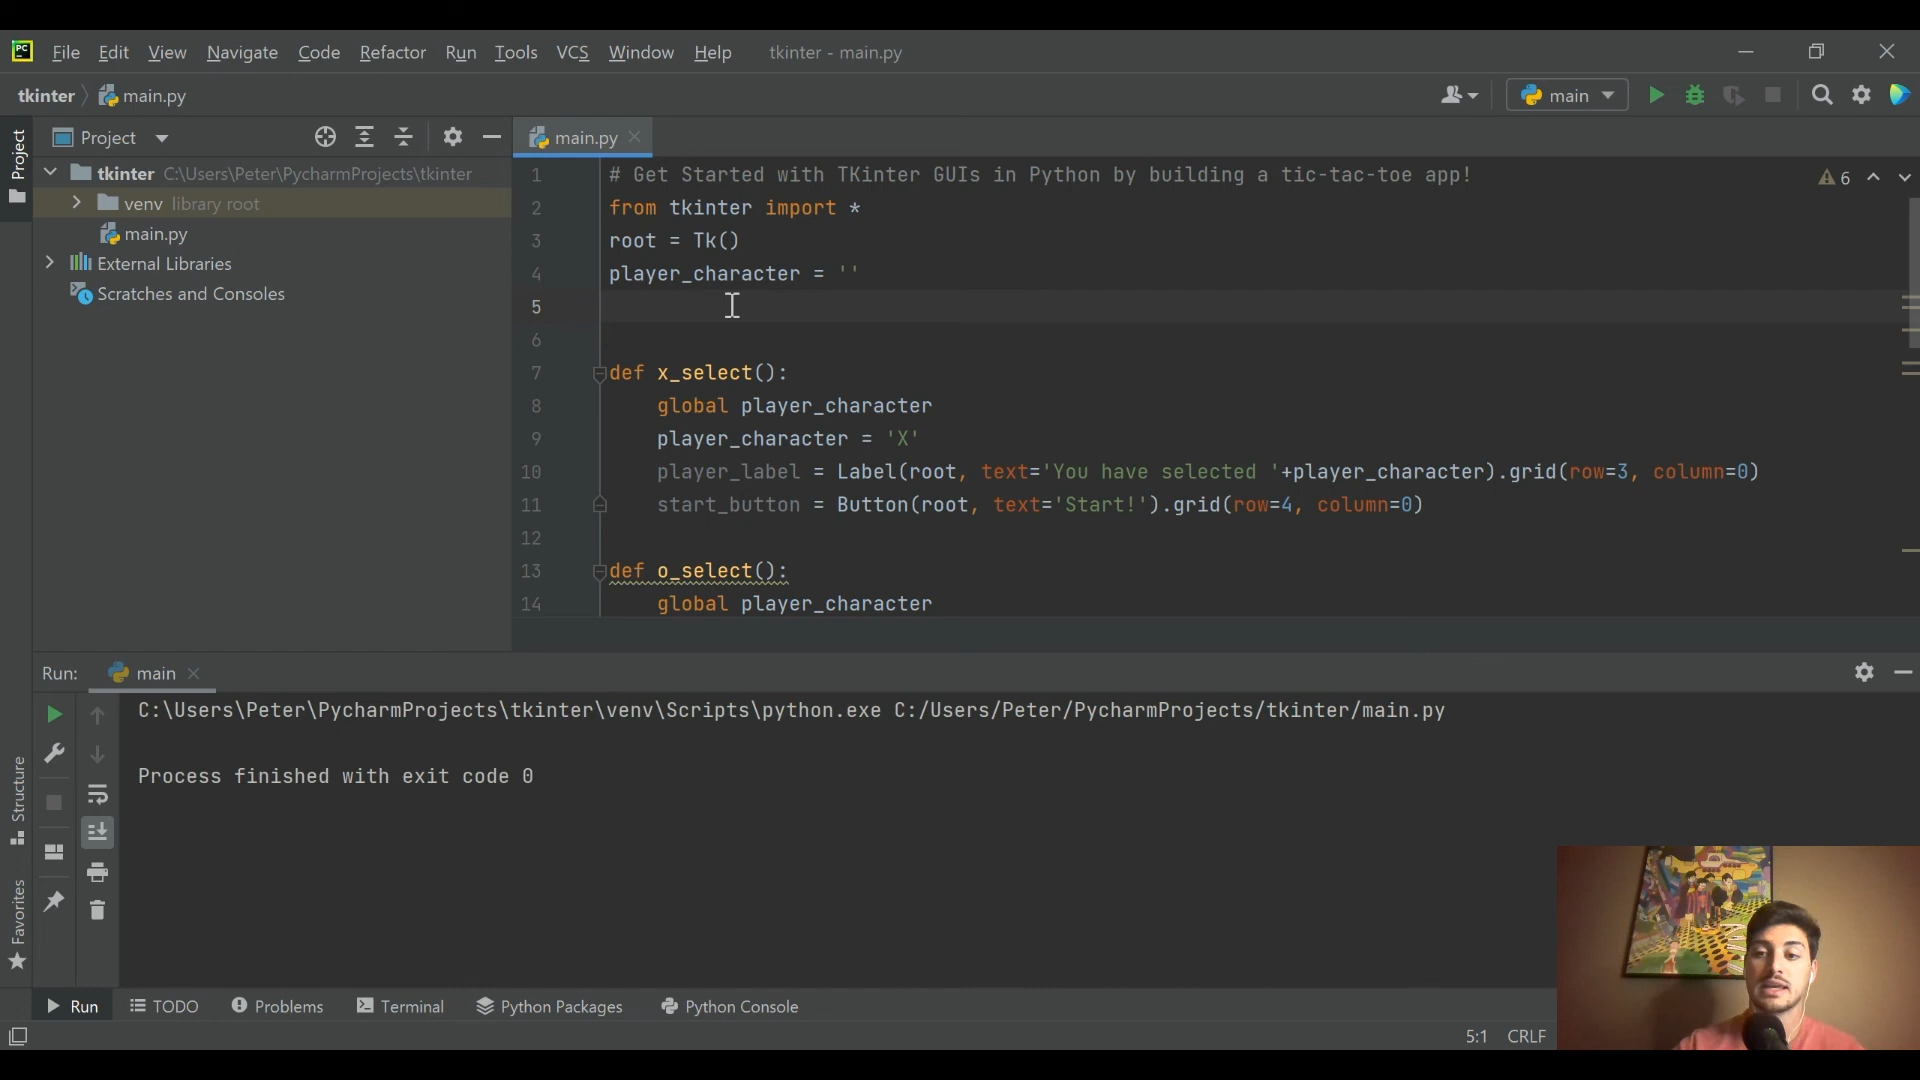 PC File Edit View Navigate Code Refactor Run Tools VCS Window Help tkinter - main.py
tkinter main.py
main
Project
Project
main.py
tkinter C:\Users\Peter\PycharmProjects\tkinter
venv library root
main.py
External Libraries
Scratches and Consoles
6
1 # Get Started with TKinter GUIs in Python by building a tic-tac-toe app!
2 from tkinter import *
3 root = Tk()
4 player_character = ''
5
6
7 def x_select():
8 global player_character
9 player_character = 'X'
10 player_label = Label(root, text='You have selected '+player_character).grid(row=3, column=0)
11 start_button = Button(root, text='Start!').grid(row=4, column=0)
12
13 def o_select():
14 global player_character
Run: main
C:\Users\Peter\PycharmProjects\tkinter\venv\Scripts\python.exe C:/Users/Peter/PycharmProjects/tkinter/main.py
Process finished with exit code 0
Structure
Favorites
Run TODO Problems Terminal Python Packages Python Console
5:1 CRLF